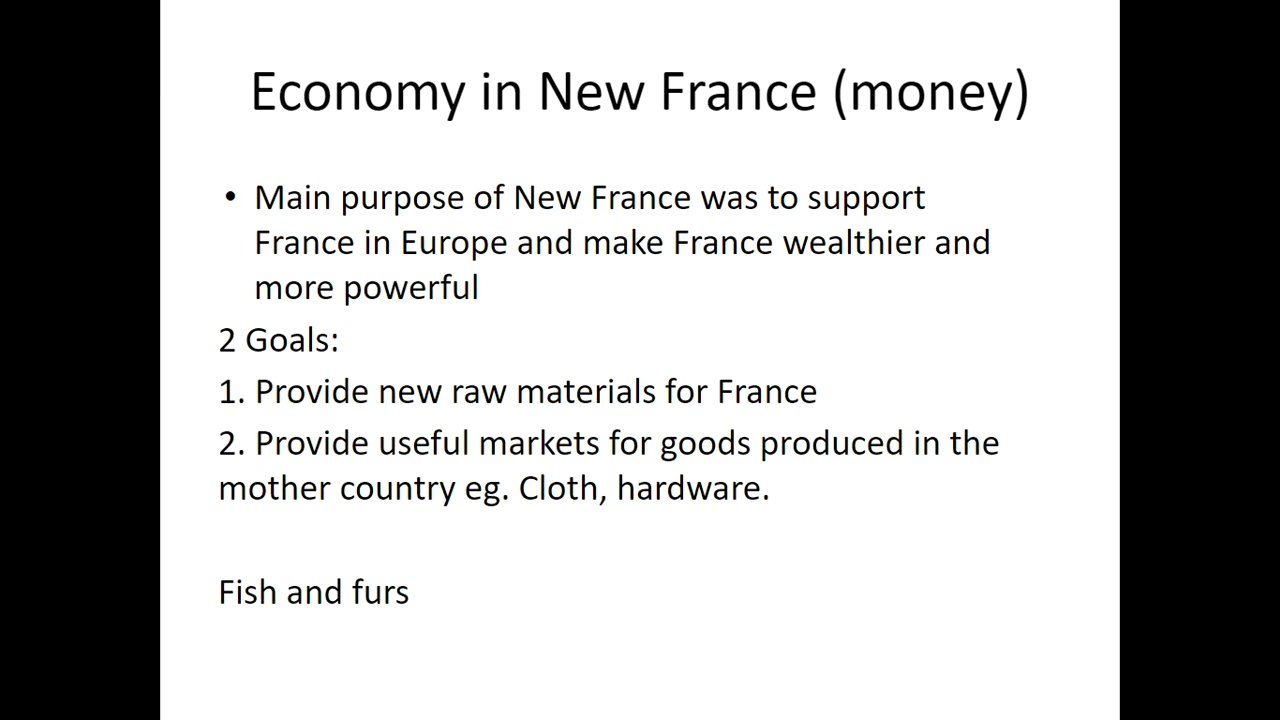 Economy in New France (money)
• Main purpose of New France was to support
France in Europe and make France wealthier and
more powerful
2 Goals:
1. Provide new raw materials for France
2. Provide useful markets for goods produced in the
mother country eg. Cloth, hardware.
Fish and furs